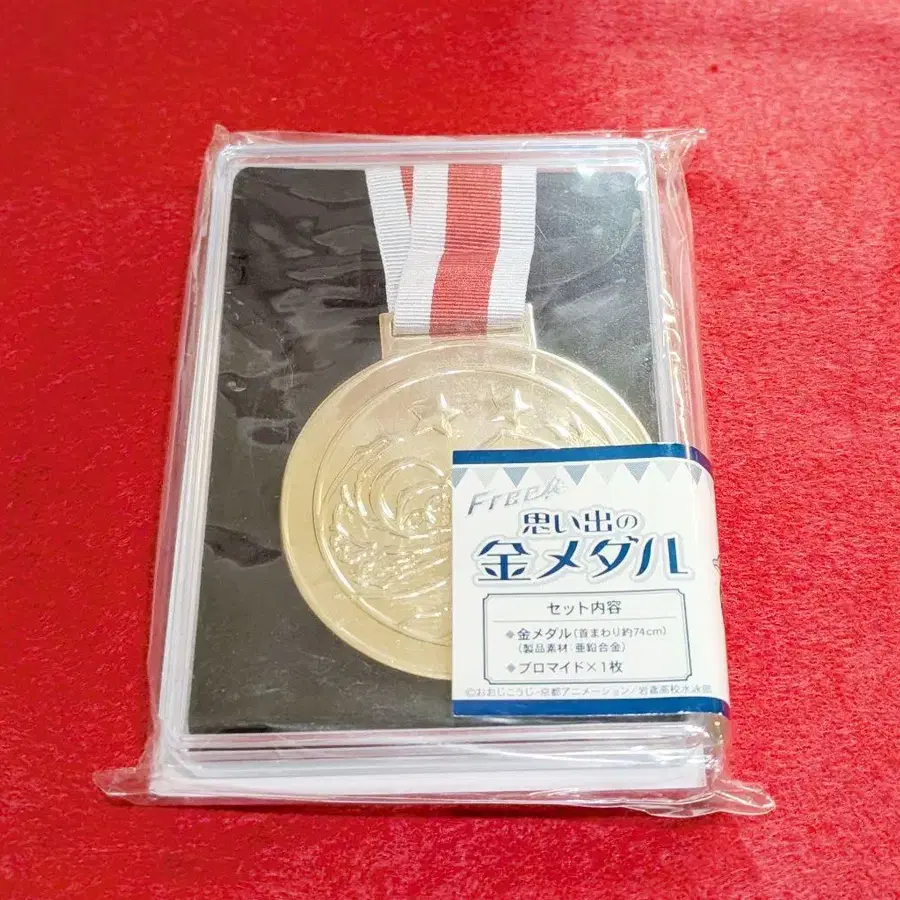 Free!
思い出の
金メダル
セット内容
※金メダル(首まわり約74cm)
(製品素材:亜鉛合金)
※ブロマイド×1枚
©おおじこうじ・京都アニメーション/岩鳶高校水泳部